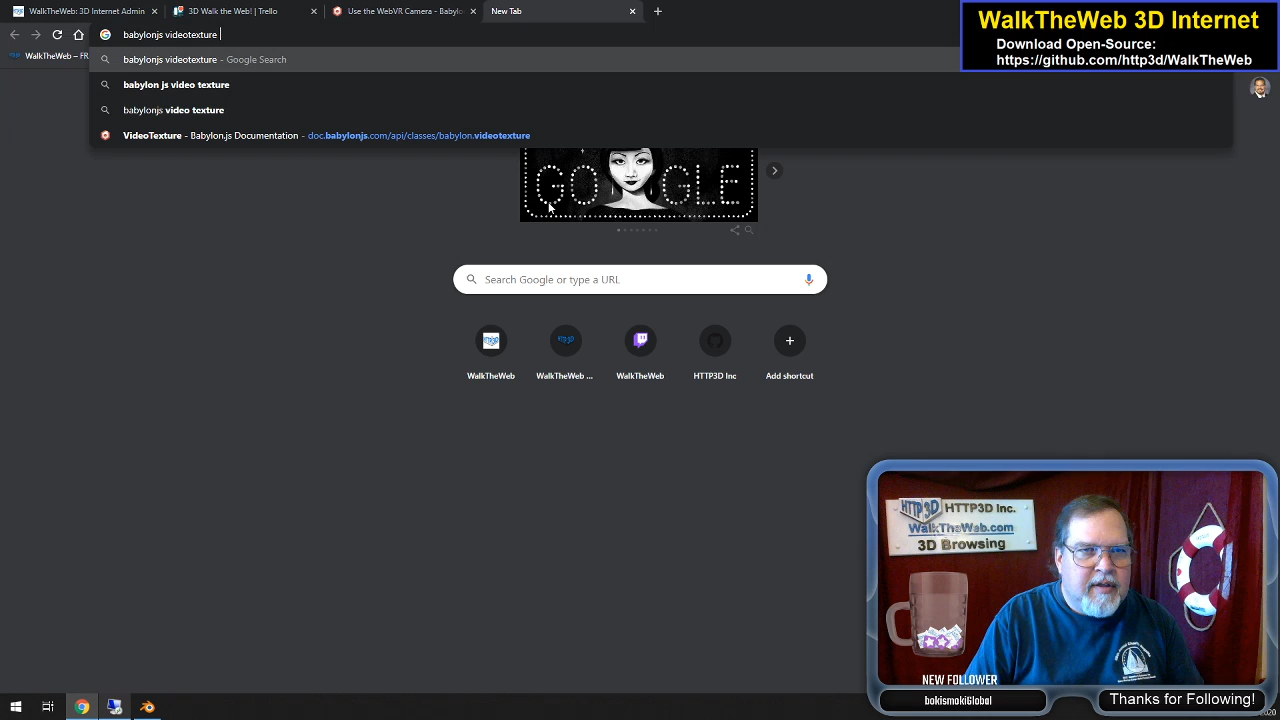 WalkTheWeb: 3D Internet Admin
3D Walk the Web! | Trello
Use the WebVR Camera - Babylo
New Tab
babylonjs videotexture
WalkTheWeb – FR
babylonjs videotexture - Google Search
babylon js video texture
babylonjs video texture
VideoTexture - Babylon.js Documentation - doc.babylonjs.com/api/classes/babylon.videotexture
WalkTheWeb 3D Internet
Download Open-Source:
https://github.com/http3d/WalkTheWeb
GOOGLE
Search Google or type a URL
WalkTheWeb
WalkTheWeb ...
WalkTheWeb
HTTP3D Inc
Add shortcut
HTTP3D
HTTP3D Inc.
WalkTheWeb.com
3D Browsing
NEW FOLLOWER
bokismokiGlobal
Thanks for Following!